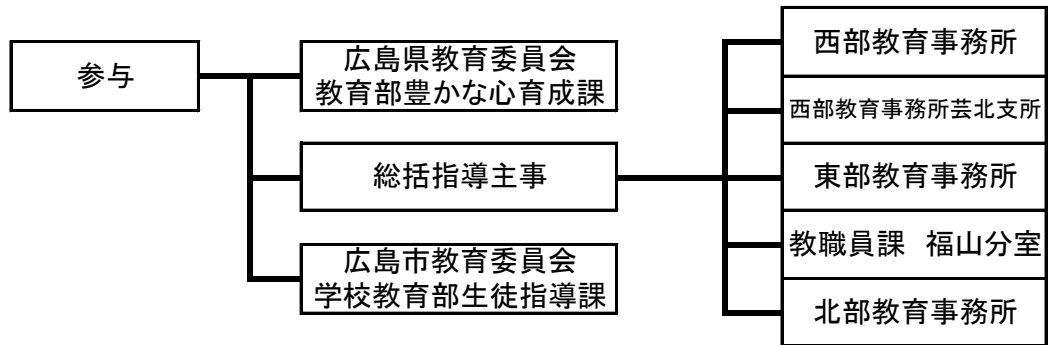 参与
広島県教育委員会
教育部豊かな心育成課
総括指導主事
広島市教育委員会
学校教育部生徒指導課
西部教育事務所
西部教育事務所芸北支所
東部教育事務所
教職員課　福山分室
北部教育事務所